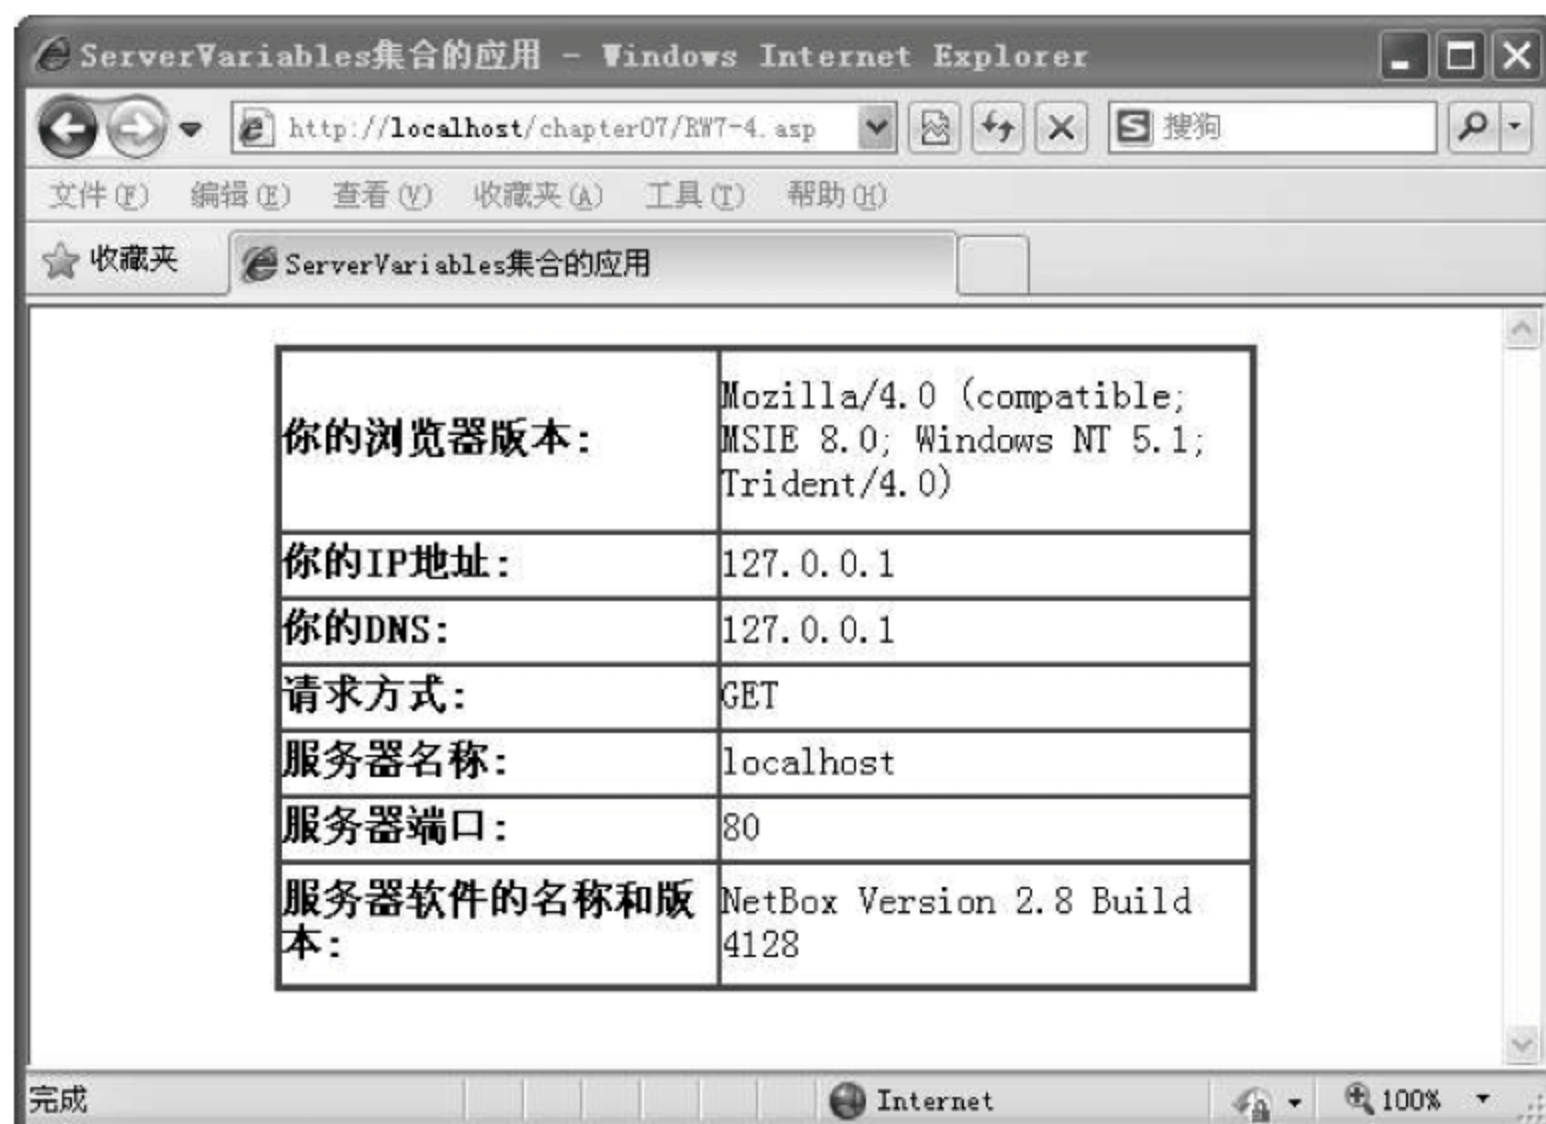 ServerVariables集合的应用 - Windows Internet Explorer
http://localhost/chapter07/RW7-4.asp
搜狗
文件(F) 编辑(E) 查看(V) 收藏夹(A) 工具(T) 帮助(H)
收藏夹
ServerVariables集合的应用
你的浏览器版本:
Mozilla/4.0 (compatible;
MSIE 8.0; Windows NT 5.1;
Trident/4.0)
你的IP地址:
127.0.0.1
你的DNS:
127.0.0.1
请求方式:
GET
服务器名称:
localhost
服务器端口:
80
服务器软件的名称和版
本:
NetBox Version 2.8 Build
4128
完成
Internet
100%